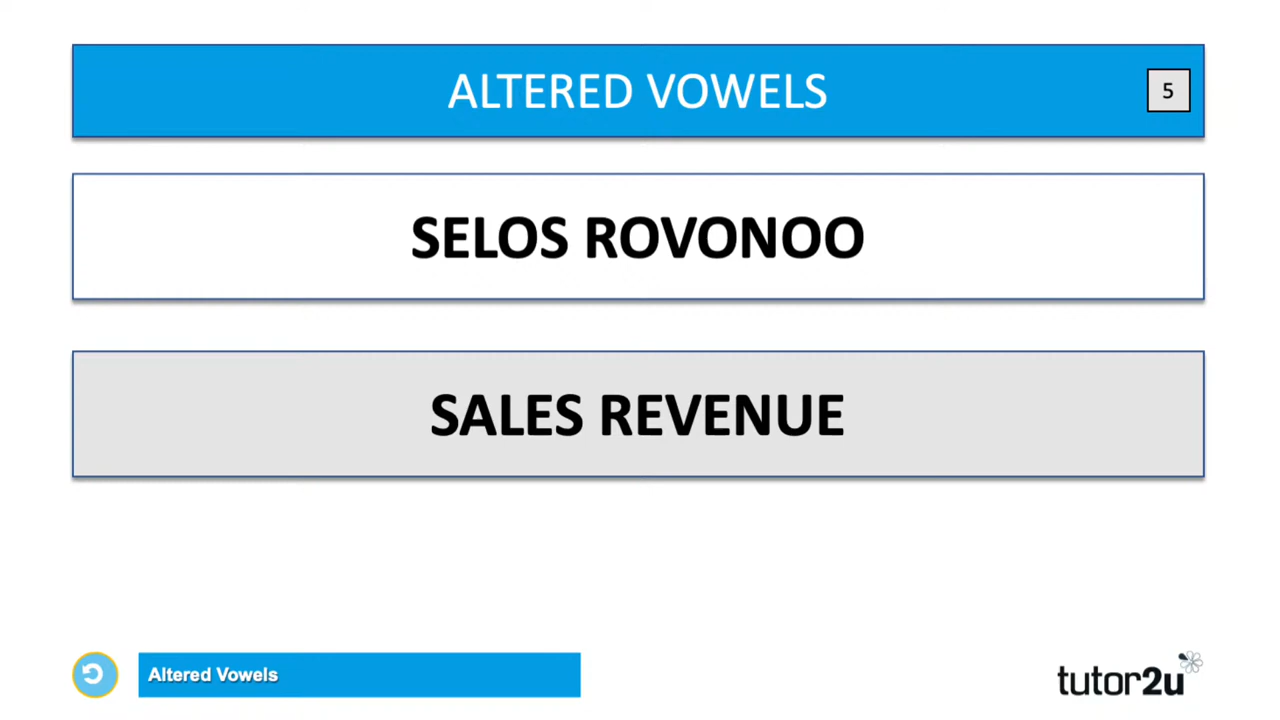 ALTERED VOWELS
5
SELOS ROVONOO
SALES REVENUE
Altered Vowels
tutor2u